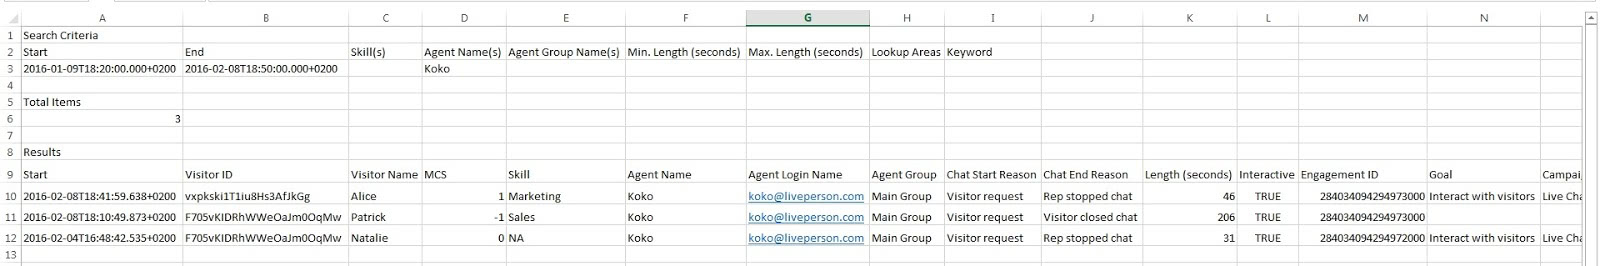 A B C D E F G H I J K L M N
1 Search Criteria
2 Start End Skill(s) Agent Name(s) Agent Group Name(s) Min. Length (seconds) Max. Length (seconds) Lookup Areas Keyword
3 2016-01-09T18:20:00.000+0200 2016-02-08T18:50:00.000+0200 Koko
4
5 Total Items
6 3
7
8 Results
9 Start Visitor ID Visitor Name MCS Skill Agent Name Agent Login Name Agent Group Chat Start Reason Chat End Reason Length (seconds) Interactive Engagement ID Goal Campai
10 2016-02-08T18:41:59.638+0200 vxpkski1T1iu8Hs3AfJkGg Alice 1 Marketing Koko koko@liveperson.com Main Group Visitor request Rep stopped chat 46 TRUE 284034094294973000 Interact with visitors Live Cha
11 2016-02-08T18:10:49.873+0200 F705vKIDRhWWeOaJm0OqMw Patrick -1 Sales Koko koko@liveperson.com Main Group Visitor request Visitor closed chat 206 TRUE 284034094294973000
12 2016-02-04T16:48:42.535+0200 F705vKIDRhWWeOaJm0OqMw Natalie 0 NA Koko koko@liveperson.com Main Group Visitor request Rep stopped chat 31 TRUE 284034094294972000 Interact with visitors Live Cha
13